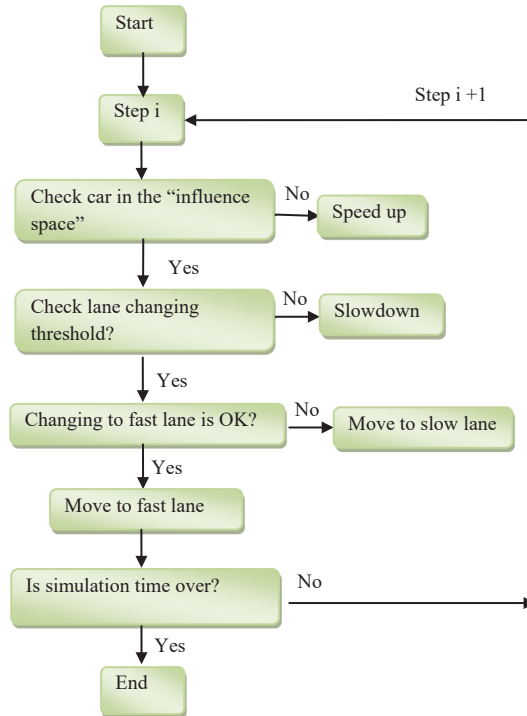 Start
Step i +1
Step i
Check car in the “influence
space”
No
Speed up
Yes
Check lane changing
threshold?
No
Slowdown
Yes
Changing to fast lane is OK?
No
Move to slow lane
Yes
Move to fast lane
Is simulation time over?
No
Yes
End